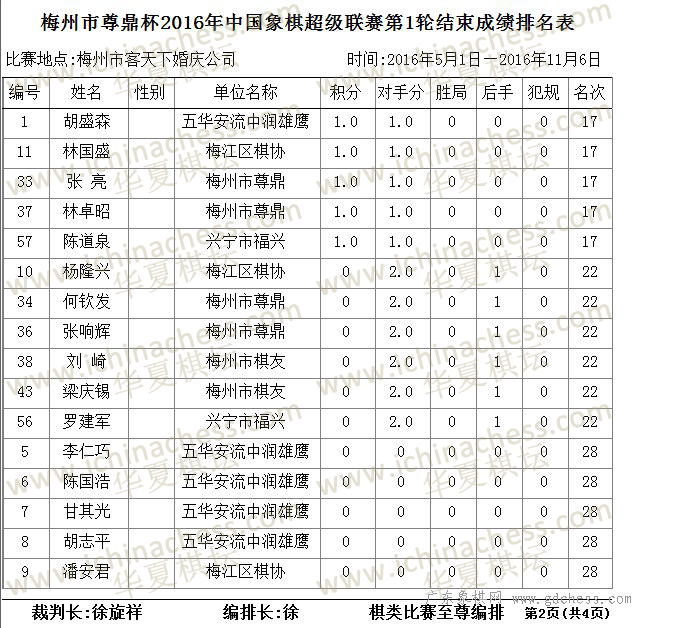 梅州市尊鼎杯2016年中国象棋超级联赛第1轮结束成绩排名表
比赛地点:梅州市客天下婚庆公司 时间:2016年5月1日－2016年11月6日
编号 姓名 性别 单位名称 积分 对手分 胜局 后手 犯规 名次
1 胡盛森 五华安流中润雄鹰 1.0 1.0 0 0 0 17
11 林国盛 梅江区棋协 1.0 1.0 0 0 0 17
33 张 亮 梅州市尊鼎 1.0 1.0 0 0 0 17
37 林卓昭 梅州市尊鼎 1.0 1.0 0 0 0 17
57 陈道泉 兴宁市福兴 1.0 1.0 0 0 0 17
10 杨隆兴 梅江区棋协 0 2.0 0 1 0 22
34 何钦发 梅州市尊鼎 0 2.0 0 1 0 22
36 张响辉 梅州市尊鼎 0 2.0 0 1 0 22
38 刘 崎 梅州市棋友 0 2.0 0 1 0 22
43 梁庆锡 梅州市棋友 0 2.0 0 1 0 22
56 罗建军 兴宁市福兴 0 2.0 0 1 0 22
5 李仁巧 五华安流中润雄鹰 0 0 0 0 0 28
6 陈国浩 五华安流中润雄鹰 0 0 0 0 0 28
7 甘其光 五华安流中润雄鹰 0 0 0 0 0 28
8 胡志平 五华安流中润雄鹰 0 0 0 0 0 28
9 潘安君 梅江区棋协 0 0 0 0 0 28
广东象棋网 www.gdchess.com
裁判长:徐旋祥 编排长:徐 棋类比赛至尊编排 第2页(共4页)
www.ichinachess.com
华夏棋坛